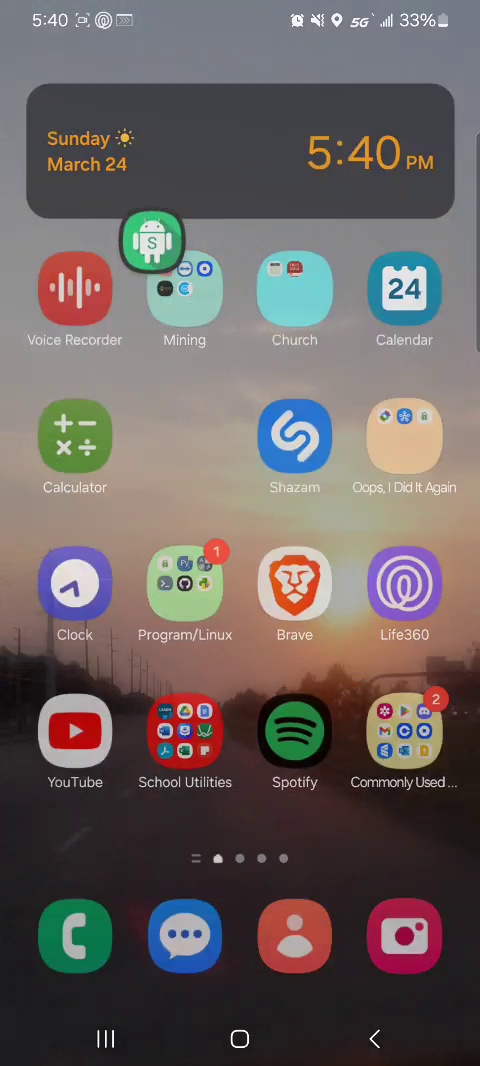 5:40
5G
33%
Sunday
March 24
5:40 PM
S
24
Voice Recorder
Mining
Church
Calendar
Calculator
Shazam
Oops, I Did It Again
1
Clock
Program/Linux
Brave
Life360
2
YouTube
School Utilities
Spotify
Commonly Used ...